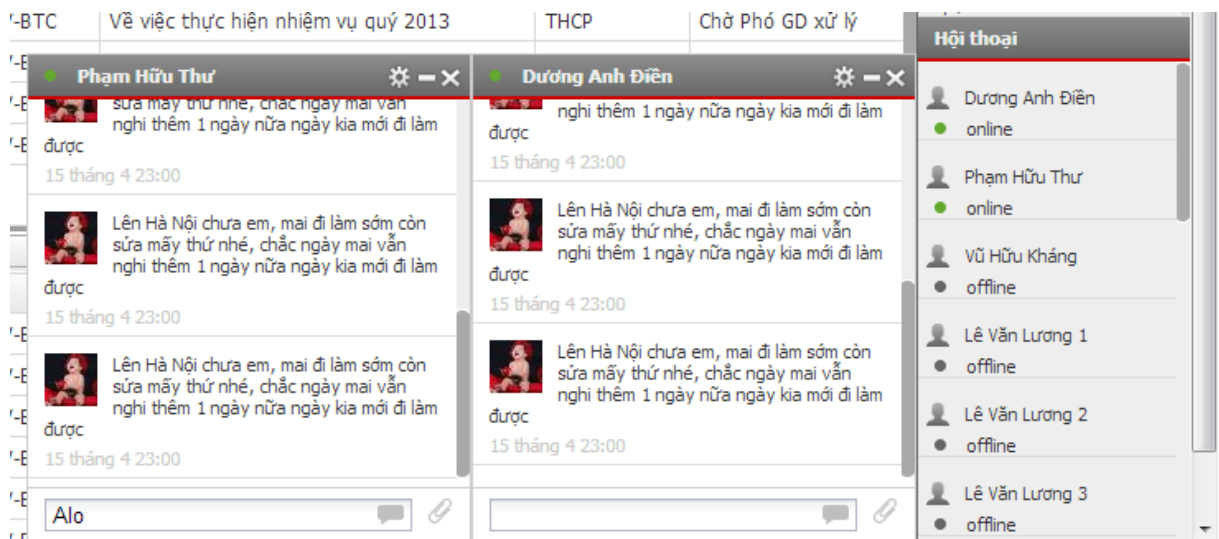 /-BTC Về việc thực hiện nhiệm vụ quý 2013 THCP Chờ Phó GD xử lý
Phạm Hữu Thư
sửa mấy thứ nhé, chắc ngày mai vẫn
nghi thêm 1 ngày nữa ngày kia mới đi làm
được
15 tháng 4 23:00
Lên Hà Nội chưa em, mai đi làm sớm còn
sửa mấy thứ nhé, chắc ngày mai vẫn
nghi thêm 1 ngày nữa ngày kia mới đi làm
được
15 tháng 4 23:00
Lên Hà Nội chưa em, mai đi làm sớm còn
sửa mấy thứ nhé, chắc ngày mai vẫn
nghi thêm 1 ngày nữa ngày kia mới đi làm
được
15 tháng 4 23:00
Alo
Dương Anh Điền
nghi thêm 1 ngày nữa ngày kia mới đi làm
được
15 tháng 4 23:00
Lên Hà Nội chưa em, mai đi làm sớm còn
sửa mấy thứ nhé, chắc ngày mai vẫn
nghi thêm 1 ngày nữa ngày kia mới đi làm
được
15 tháng 4 23:00
Lên Hà Nội chưa em, mai đi làm sớm còn
sửa mấy thứ nhé, chắc ngày mai vẫn
nghi thêm 1 ngày nữa ngày kia mới đi làm
được
15 tháng 4 23:00
Hội thoại
Dương Anh Điền
online
Phạm Hữu Thư
online
Vũ Hữu Kháng
offline
Lê Văn Lương 1
offline
Lê Văn Lương 2
offline
Lê Văn Lương 3
offline